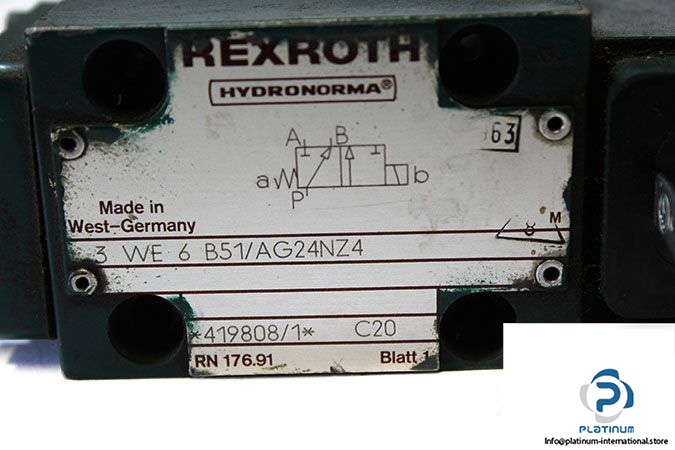 REXROTH
HYDRONORMA®
63
A B
a b
P
Made in
West-Germany
8 M
3 WE 6 B51/AG24NZ4
*419808/1* C20
RN 176.91 Blatt 1
P
PLATINUM
Info@platinum-international.store